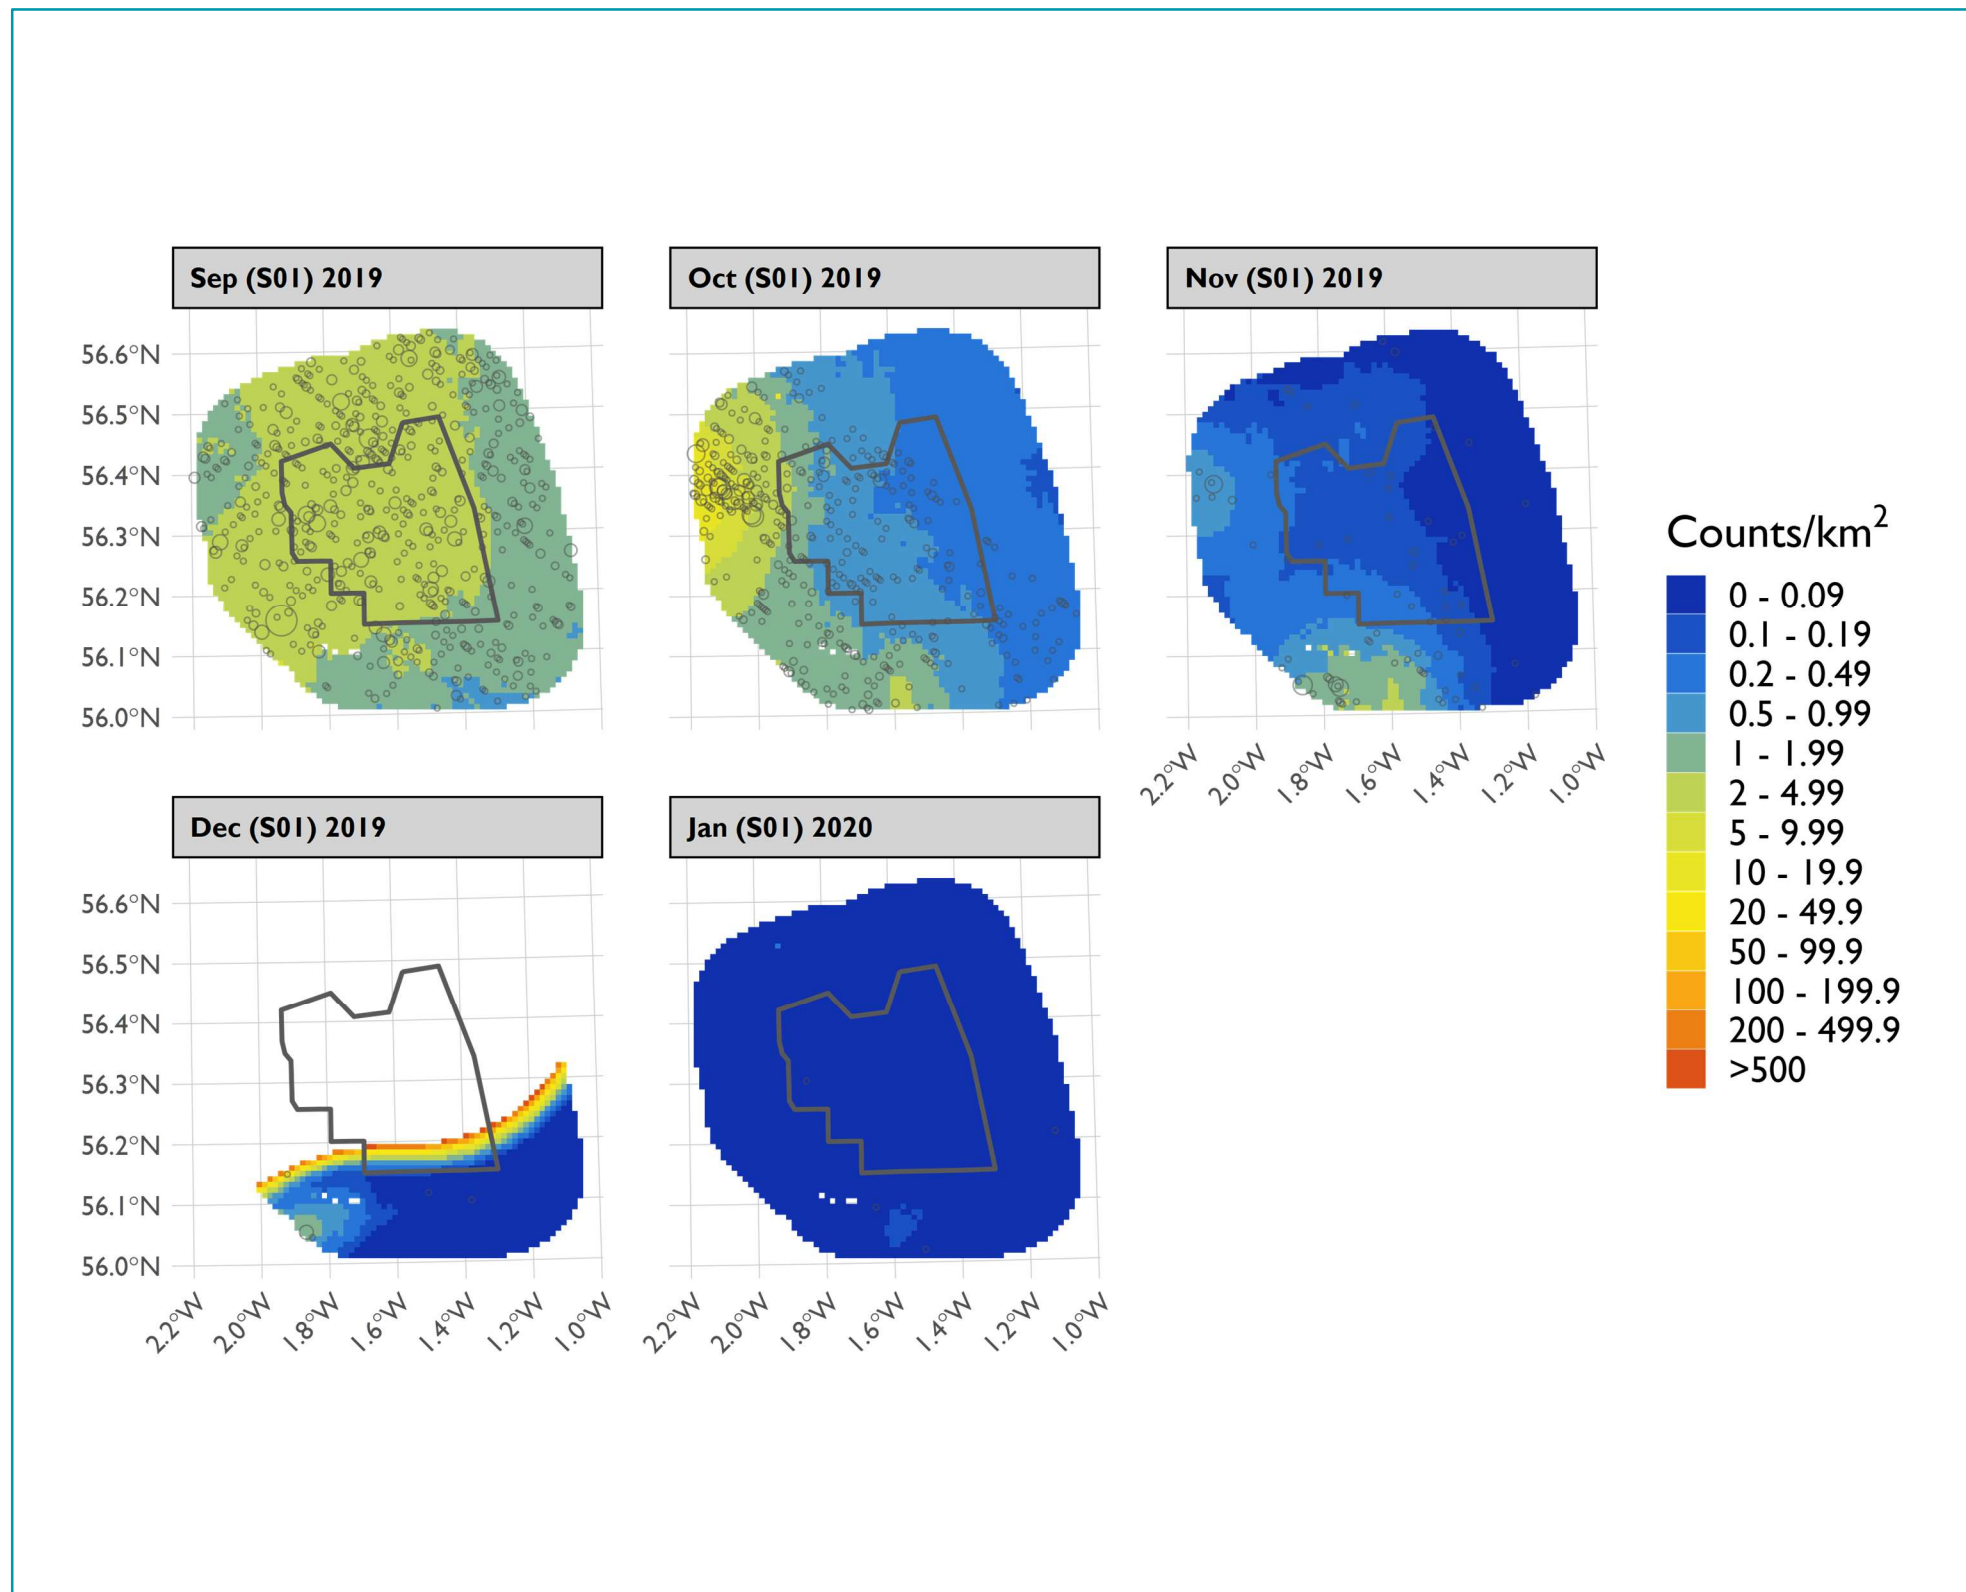 Sep (S01) 2019
Oct (S01) 2019
Nov (S01) 2019
56.6°N
56.5°N
56.4°N
56.3°N
56.2°N
56.1°N
56.0°N
2.2°W
2.0°W
1.8°W
1.6°W
1.4°W
1.2°W
1.0°W
Dec (S01) 2019
Jan (S01) 2020
56.6°N
56.5°N
56.4°N
56.3°N
56.2°N
56.1°N
56.0°N
2.2°W
2.0°W
1.8°W
1.6°W
1.4°W
1.2°W
1.0°W
2.2°W
2.0°W
1.8°W
1.6°W
1.4°W
1.2°W
1.0°W
Counts/km²
0 - 0.09
0.1 - 0.19
0.2 - 0.49
0.5 - 0.99
1 - 1.99
2 - 4.99
5 - 9.99
10 - 19.9
20 - 49.9
50 - 99.9
100 - 199.9
200 - 499.9
>500